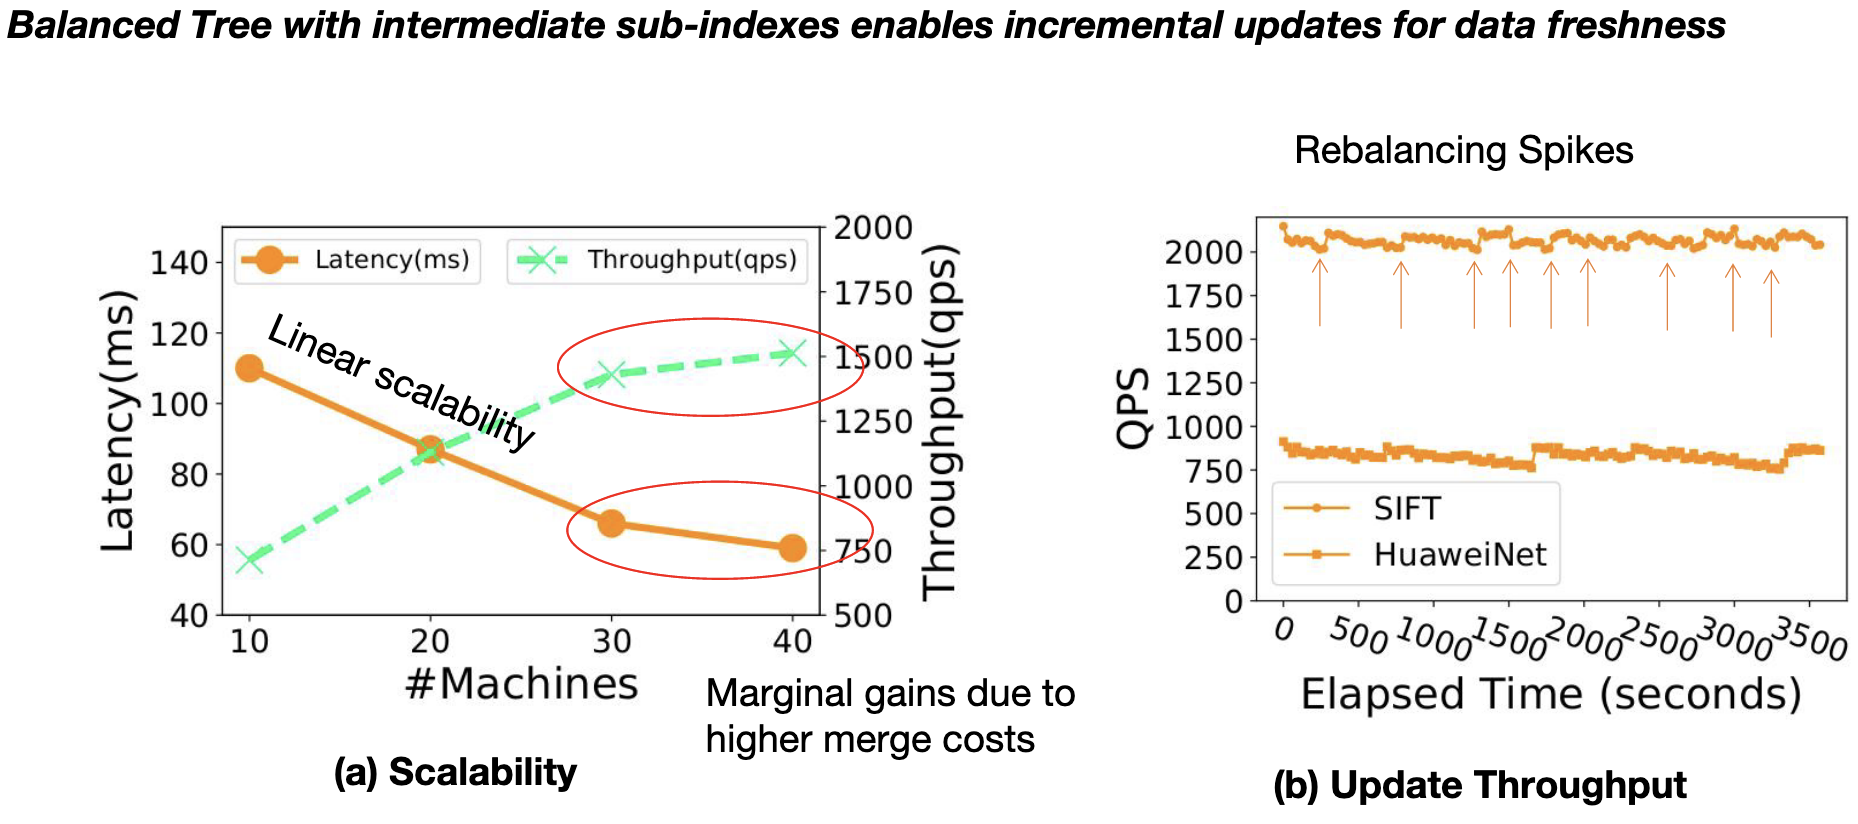 Balanced Tree with intermediate sub-indexes enables incremental updates for data freshness
Latency(ms)
Throughput(qps)
Linear scalability
140
120
100
80
60
40
Latency(ms)
2000
1750
1500
1250
1000
750
500
Throughput(qps)
10
20
30
40
#Machines
Marginal gains due to
higher merge costs
(a) Scalability
Rebalancing Spikes
2000
1750
1500
1250
1000
750
500
250
0
QPS
SIFT
HuaweiNet
0
500
1000
1500
2000
2500
3000
3500
Elapsed Time (seconds)
(b) Update Throughput